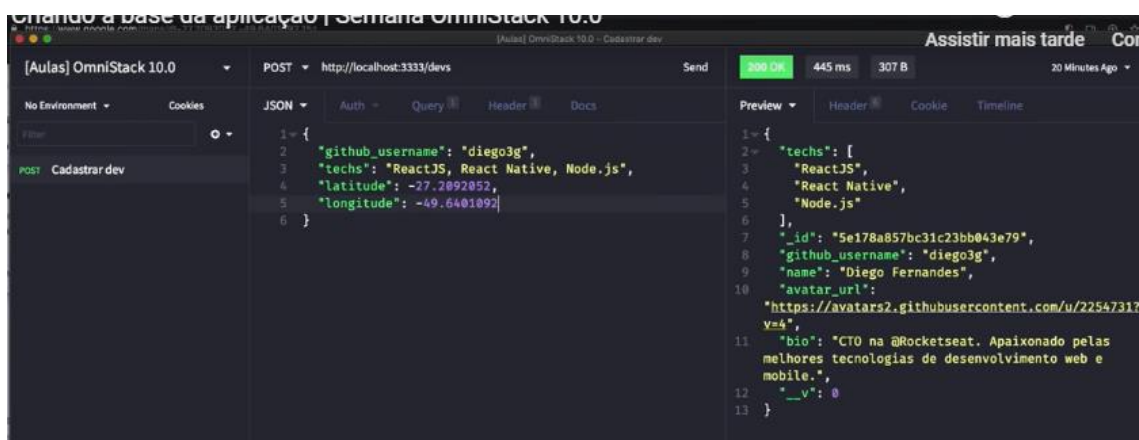 Criando a base da aplicação | Semana OmniStack 10.0
[Aulas] OmniStack 10.0 - Cadastrar dev
Assistir mais tarde
[Aulas] OmniStack 10.0
POST http://localhost:3333/devs Send
200 OK 445 ms 307 B 20 Minutes Ago
No Environment Cookies
JSON Auth Query Header Docs
Preview Header Cookie Timeline
Filter
POST Cadastrar dev
1 {
2 "github_username": "diego3g",
3 "techs": "ReactJS, React Native, Node.js",
4 "latitude": -27.2092052,
5 "longitude": -49.6401092
6 }
1 {
2 "techs": [
3 "ReactJS",
4 "React Native",
5 "Node.js"
6 ],
7 "_id": "5e178a857bc31c23bb043e79",
8 "github_username": "diego3g",
9 "name": "Diego Fernandes",
10 "avatar_url":
"https://avatars2.githubusercontent.com/u/2254731?
v=4",
11 "bio": "CTO na @Rocketseat. Apaixonado pelas
melhores tecnologias de desenvolvimento web e
mobile.",
12 "__v": 0
13 }